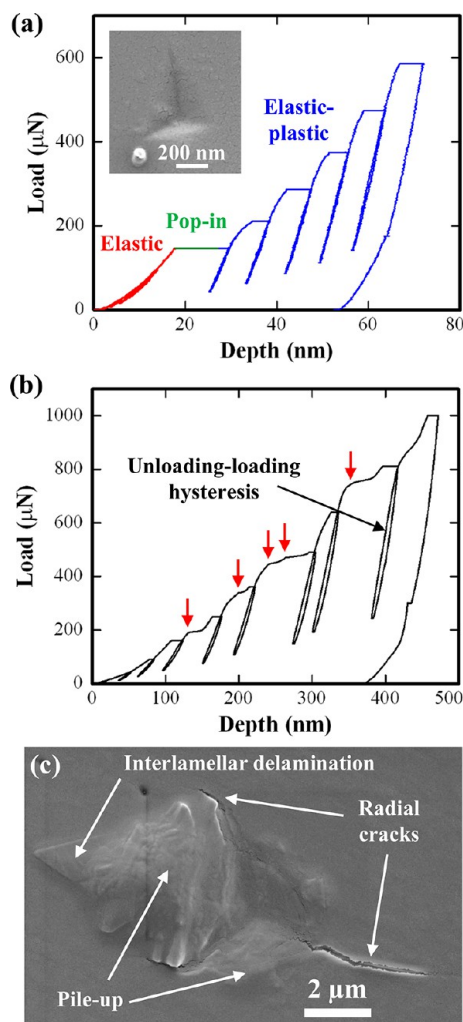 (a)
600
400
200
0
Load (μN)
200 nm
Elastic
Pop-in
Elastic-
plastic
0
20
40
60
80
Depth (nm)
(b)
1000
800
600
400
200
0
Load (μN)
Unloading-loading
hysteresis
0
100
200
300
400
500
Depth (nm)
(c)
Interlamellar delamination
Radial
cracks
Pile-up
2 μm